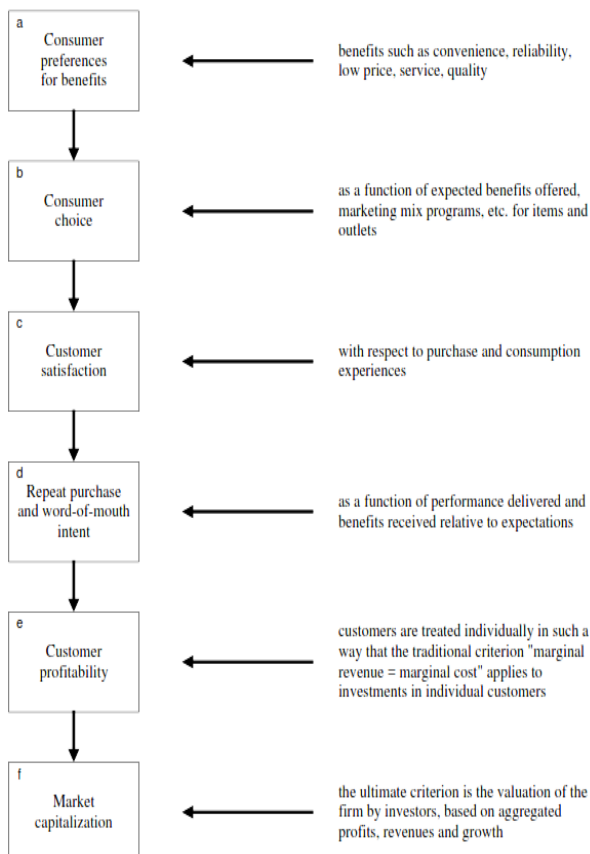 a
Consumer
preferences
for benefits
benefits such as convenience, reliability,
low price, service, quality
b
Consumer
choice
as a function of expected benefits offered,
marketing mix programs, etc. for items and
outlets
c
Customer
satisfaction
with respect to purchase and consumption
experiences
d
Repeat purchase
and word-of-mouth
intent
as a function of performance delivered and
benefits received relative to expectations
e
Customer
profitability
customers are treated individually in such a
way that the traditional criterion "marginal
revenue = marginal cost" applies to
investments in individual customers
f
Market
capitalization
the ultimate criterion is the valuation of the
firm by investors, based on aggregated
profits, revenues and growth